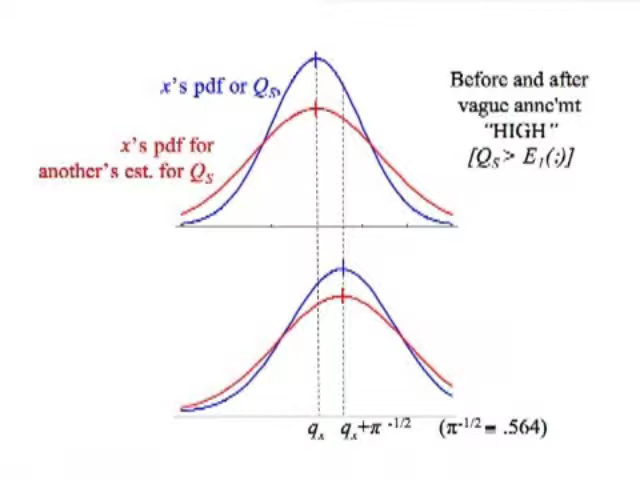 x's pdf or Q_S,
x's pdf for
another's est. for Q_S
Before and after
vague annc'mt
"HIGH"
[Q_S > E_1(;)]
q_x q_x+π^-1/2 (π^-1/2 = .564)